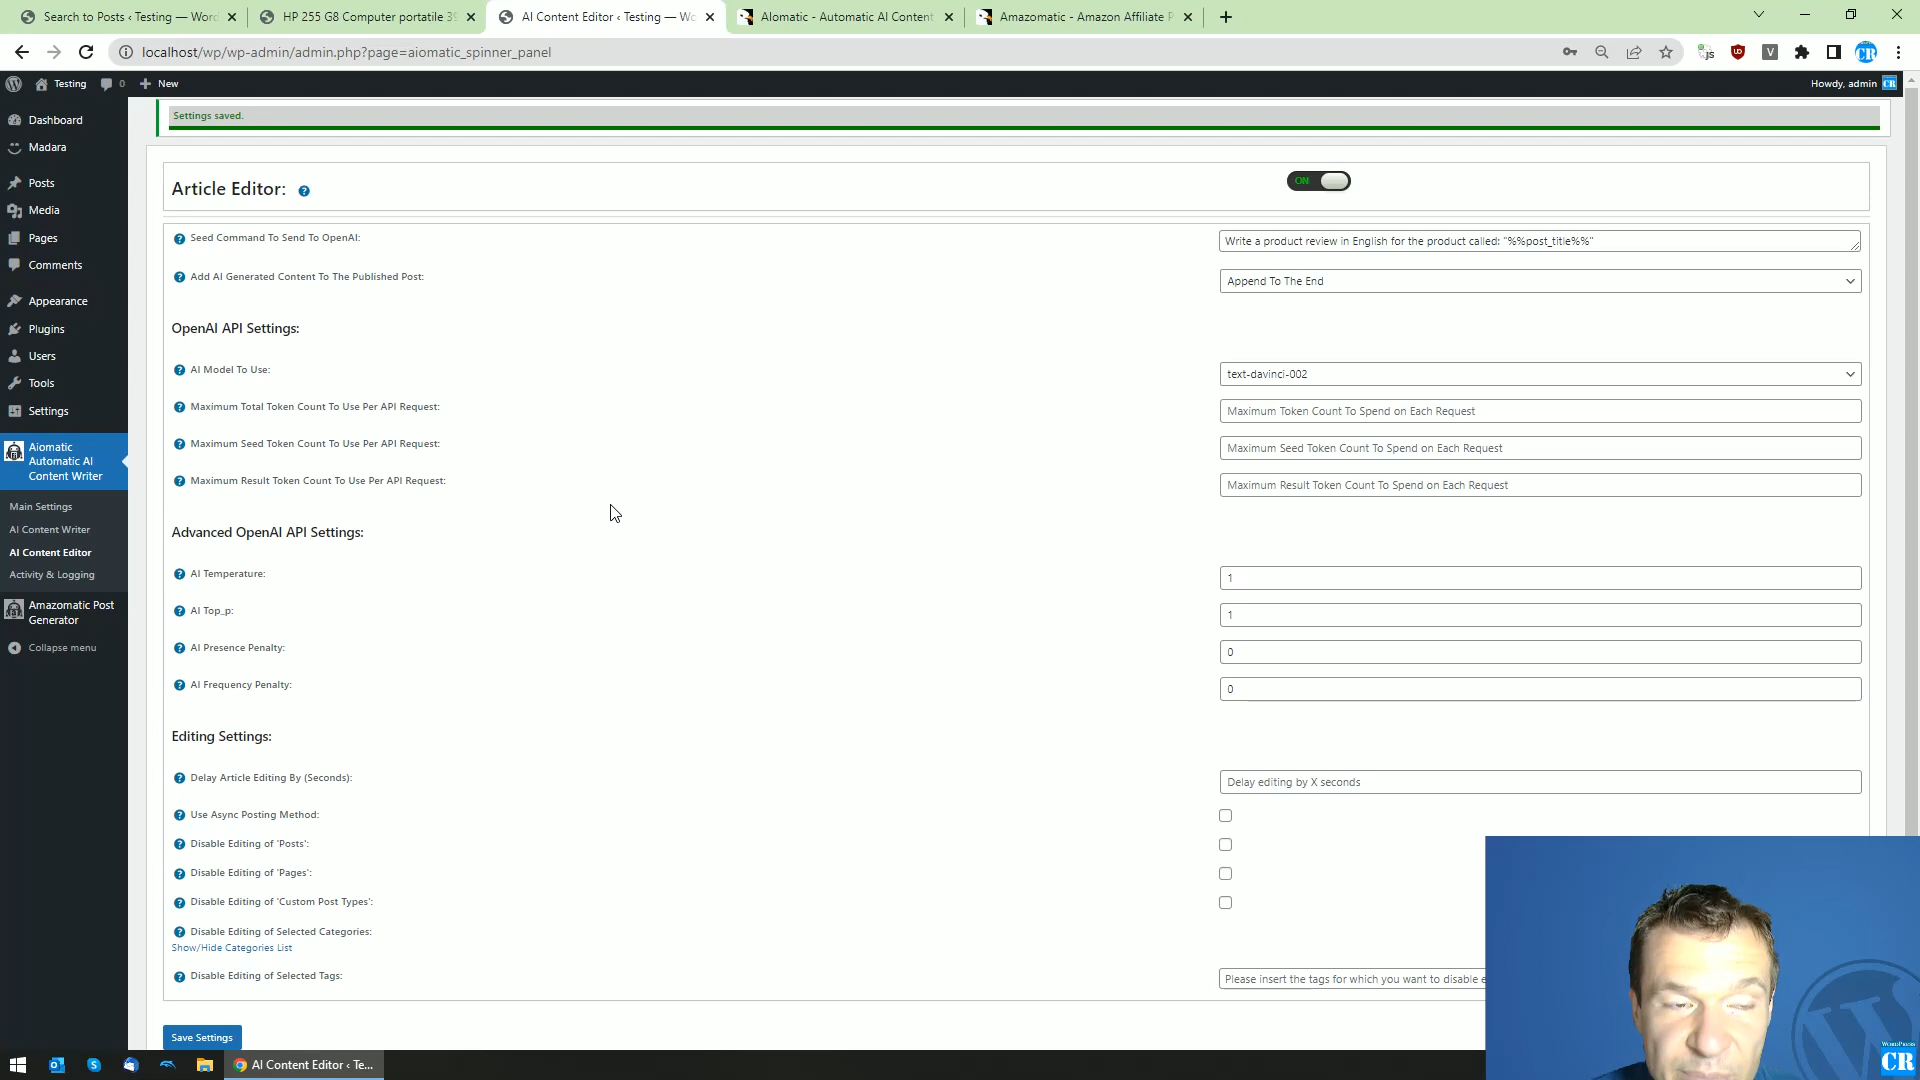 Search to Posts ‹ Testing — Wor
HP 255 G8 Computer portatile 39
AI Content Editor ‹ Testing — Wo
AIomatic - Automatic AI Content
Amazomatic - Amazon Affiliate P
localhost/wp/wp-admin/admin.php?page=aiomatic_spinner_panel
Testing
0
New
Howdy, admin
Settings saved.
Dashboard
Madara
Posts
Media
Pages
Comments
Appearance
Plugins
Users
Tools
Settings
Aiomatic
Automatic AI
Content Writer
Main Settings
AI Content Writer
AI Content Editor
Activity & Logging
Amazomatic Post
Generator
Collapse menu
Article Editor:
ON
Seed Command To Send To OpenAI:
Write a product review in English for the product called: "%%post_title%%"
Add AI Generated Content To The Published Post:
Append To The End
OpenAI API Settings:
AI Model To Use:
text-davinci-002
Maximum Total Token Count To Use Per API Request:
Maximum Token Count To Spend on Each Request
Maximum Seed Token Count To Use Per API Request:
Maximum Seed Token Count To Spend on Each Request
Maximum Result Token Count To Use Per API Request:
Maximum Result Token Count To Spend on Each Request
Advanced OpenAI API Settings:
AI Temperature:
1
AI Top_p:
1
AI Presence Penalty:
0
AI Frequency Penalty:
0
Editing Settings:
Delay Article Editing By (Seconds):
Delay editing by X seconds
Use Async Posting Method:
Disable Editing of 'Posts':
Disable Editing of 'Pages':
Disable Editing of 'Custom Post Types':
Disable Editing of Selected Categories:
Show/Hide Categories List
Disable Editing of Selected Tags:
Please insert the tags for which you want to disable e
Save Settings
AI Content Editor ‹ Te...
WORDPRESS
CR